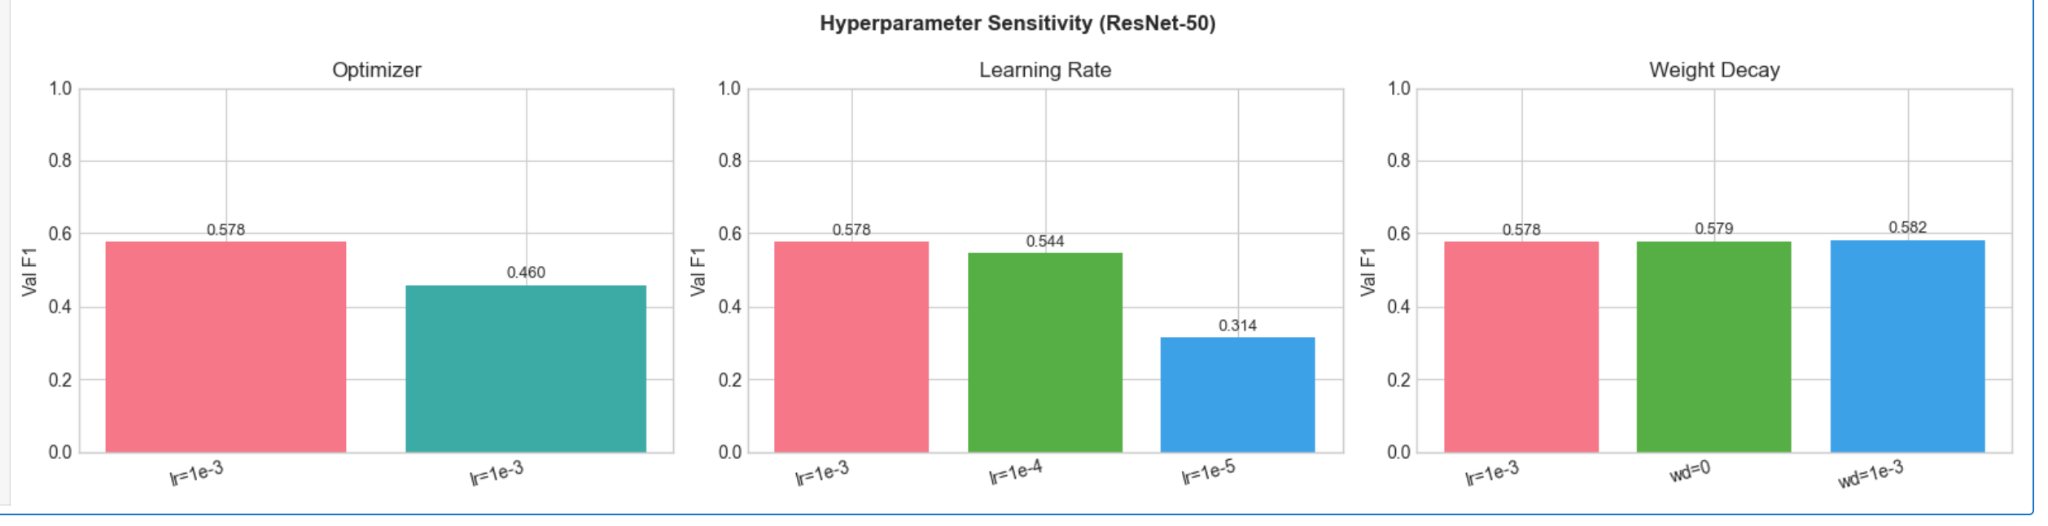 Hyperparameter Sensitivity (ResNet-50)
Optimizer
Val F1
1.0
0.8
0.6
0.4
0.2
0.0
0.578
0.460
lr=1e-3
lr=1e-3
Learning Rate
Val F1
1.0
0.8
0.6
0.4
0.2
0.0
0.578
0.544
0.314
lr=1e-3
lr=1e-4
lr=1e-5
Weight Decay
Val F1
1.0
0.8
0.6
0.4
0.2
0.0
0.578
0.579
0.582
lr=1e-3
wd=0
wd=1e-3